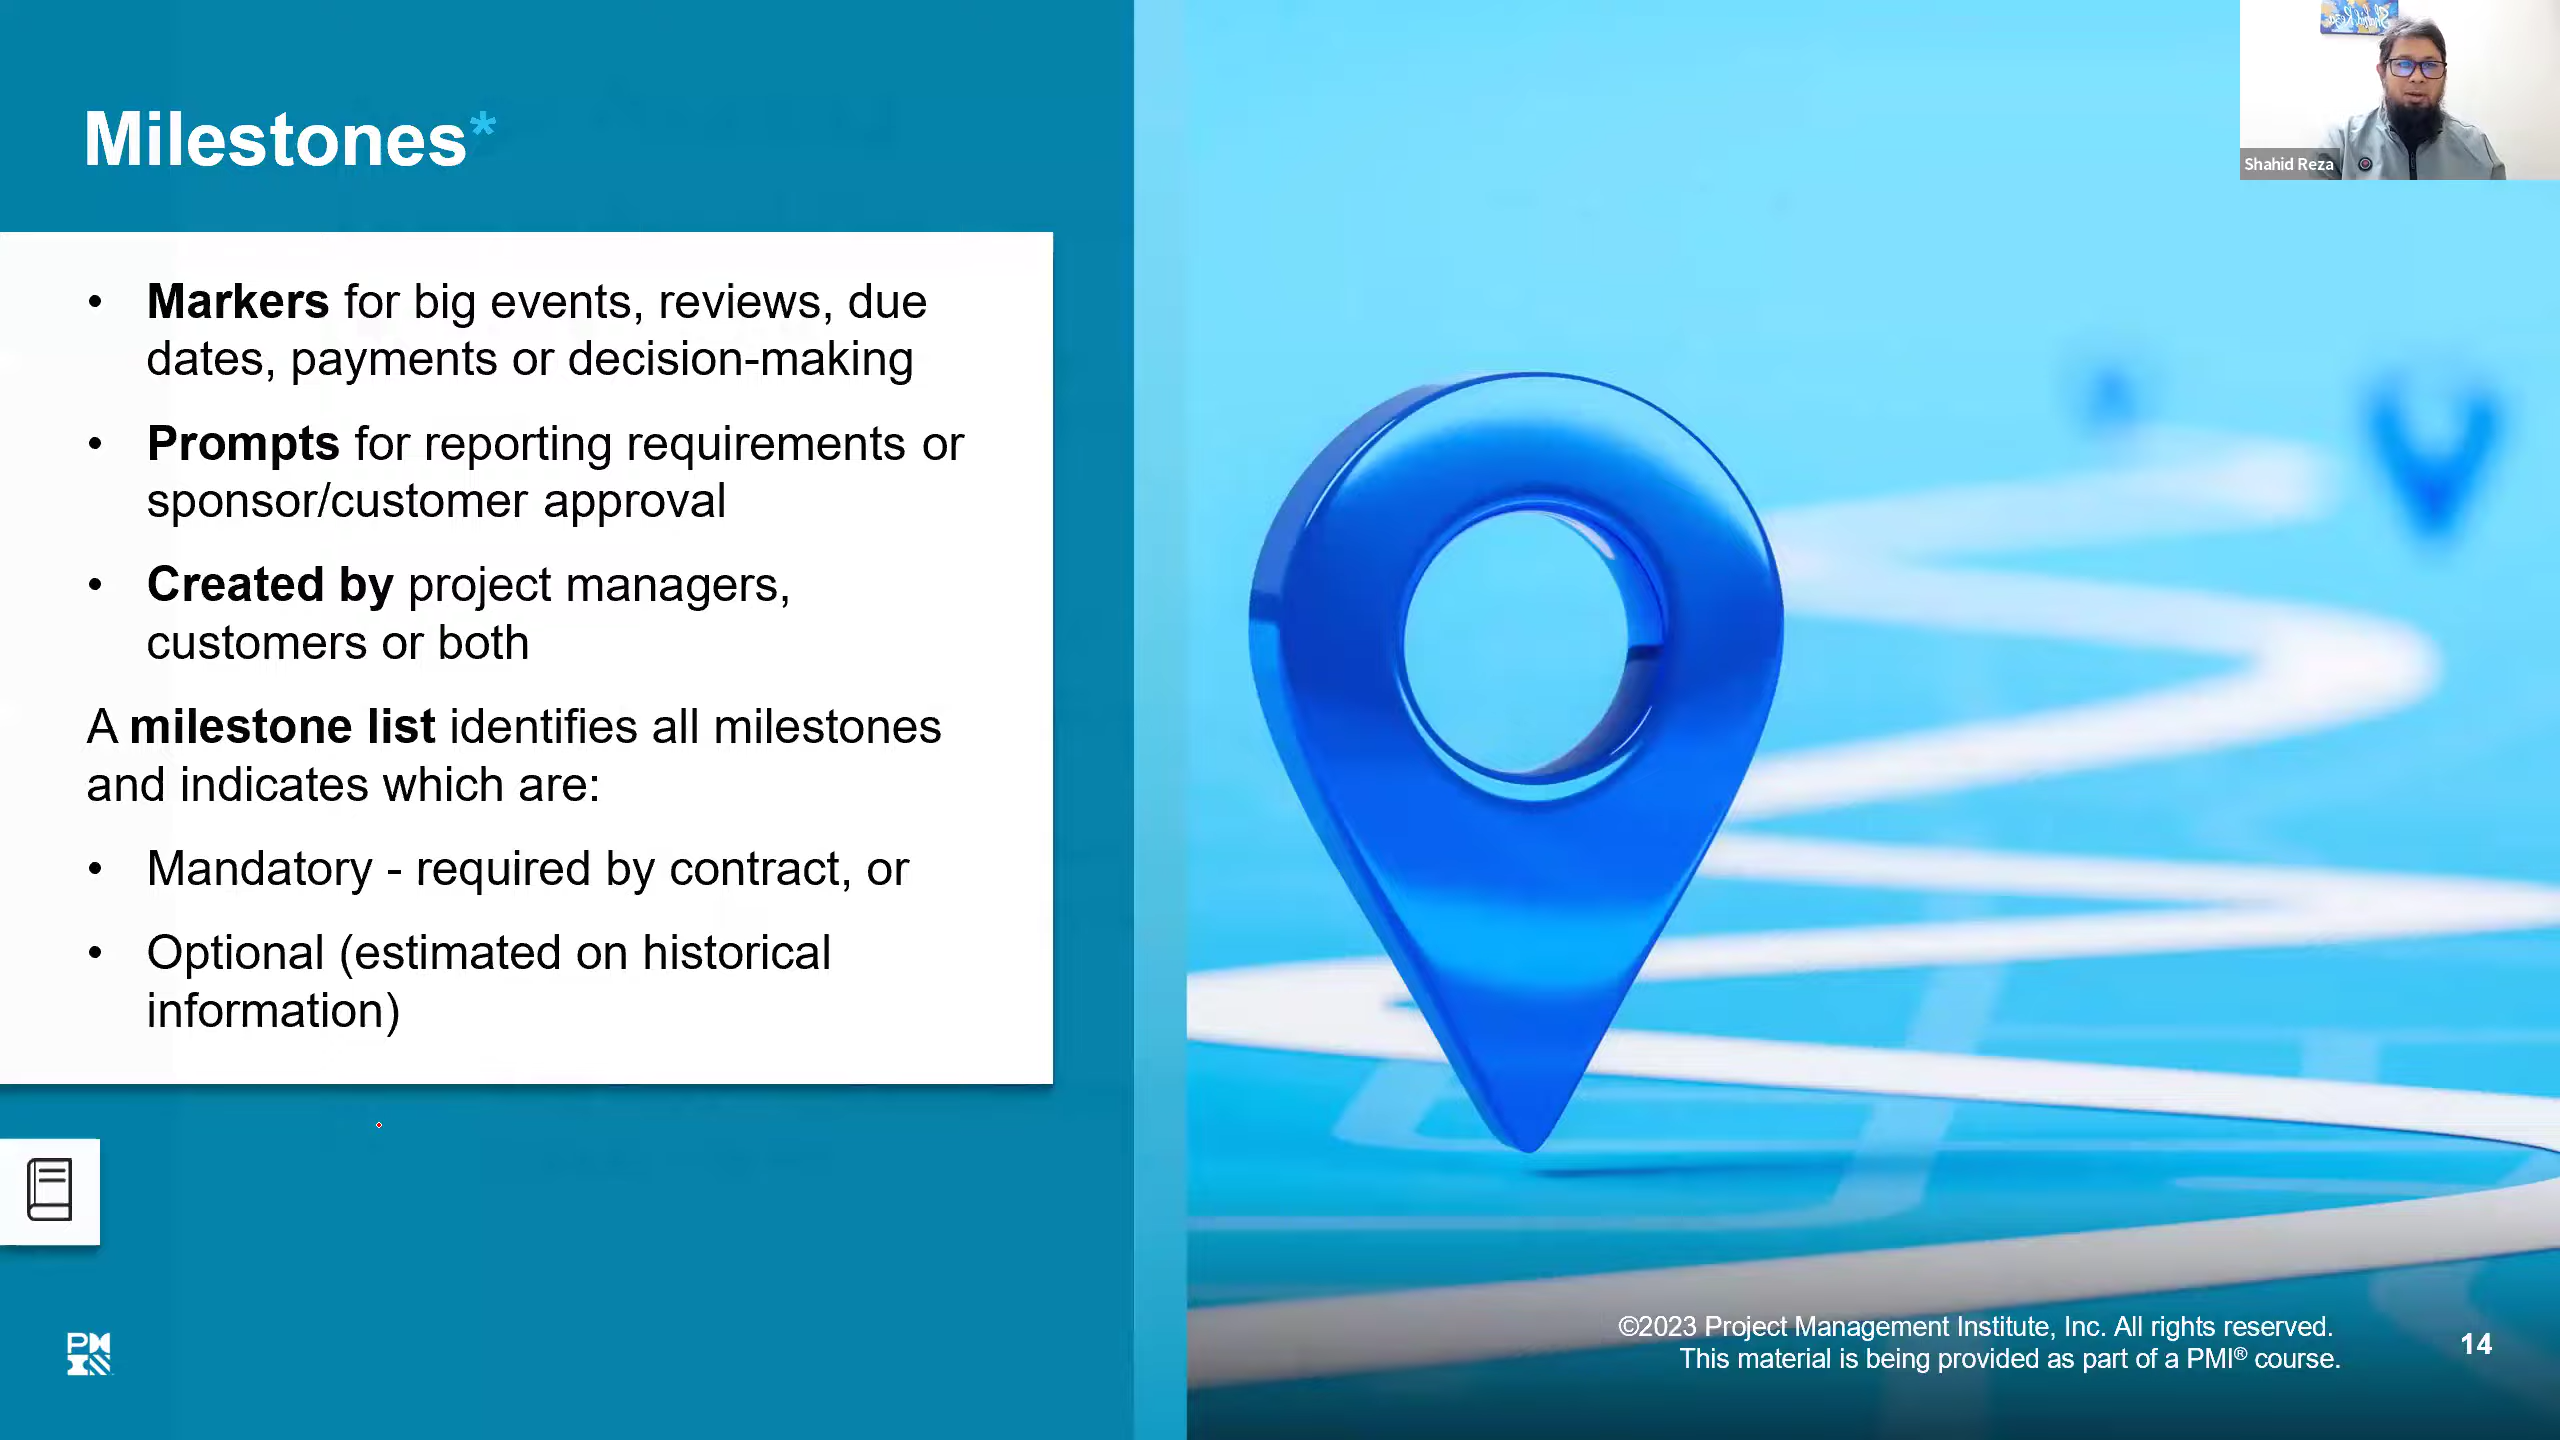 Milestones*
• Markers for big events, reviews, due
dates, payments or decision-making
• Prompts for reporting requirements or
sponsor/customer approval
• Created by project managers,
customers or both
A milestone list identifies all milestones
and indicates which are:
• Mandatory - required by contract, or
• Optional (estimated on historical
information)
Shahid Reza
©2023 Project Management Institute, Inc. All rights reserved.
This material is being provided as part of a PMI® course.
14